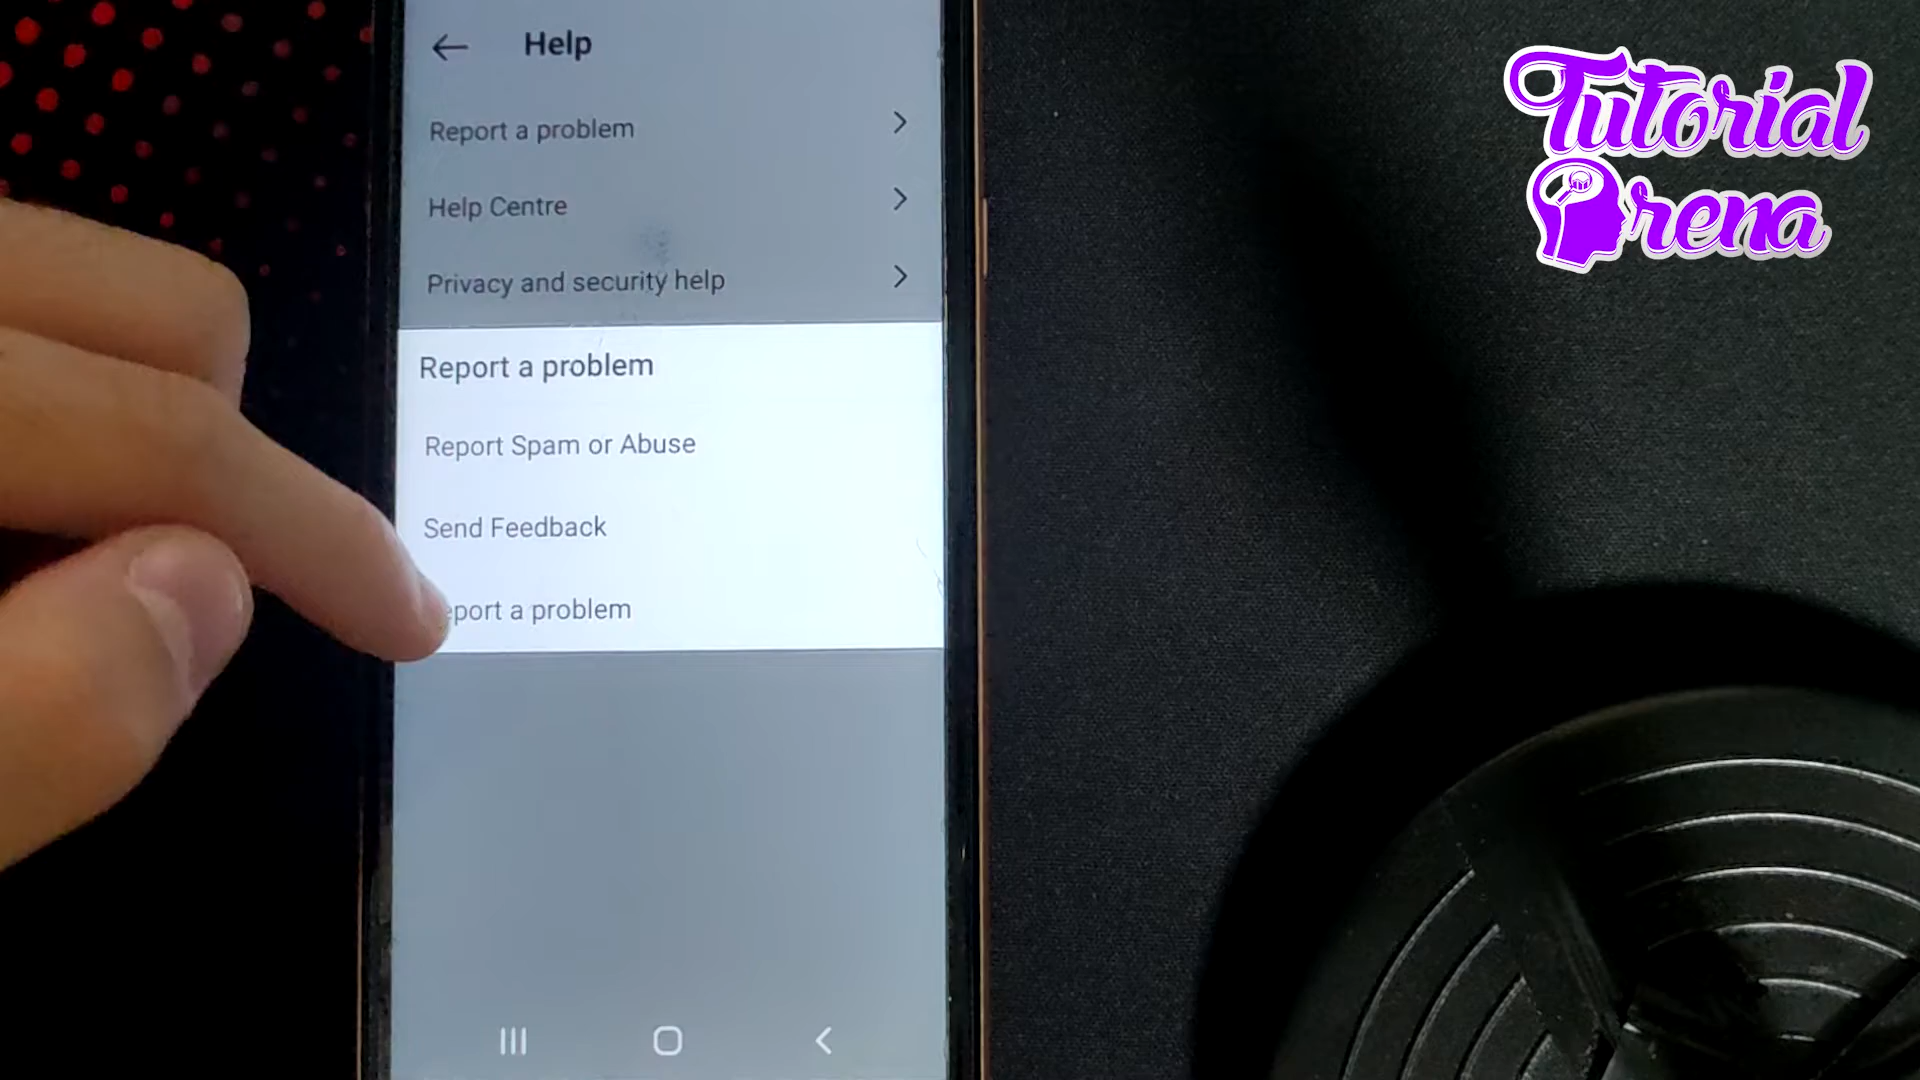 Help
Report a problem
Help Centre
Privacy and security help
Report a problem
Report Spam or Abuse
Send Feedback
eport a problem
Tutorial
Arena